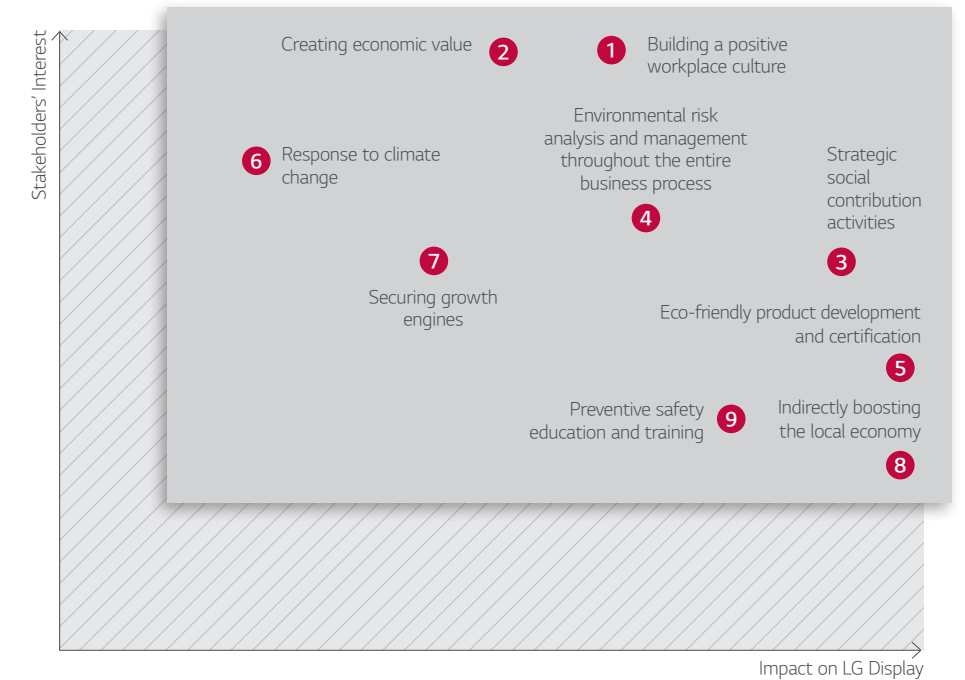 Stakeholders' Interest
Creating economic value
2
1
Building a positive
workplace culture
Environmental risk
analysis and management
throughout the entire
business process
4
6
Response to climate
change
Strategic
social
contribution
activities
3
7
Securing growth
engines
Eco-friendly product development
and certification
5
Preventive safety
education and training
9
Indirectly boosting
the local economy
8
Impact on LG Display